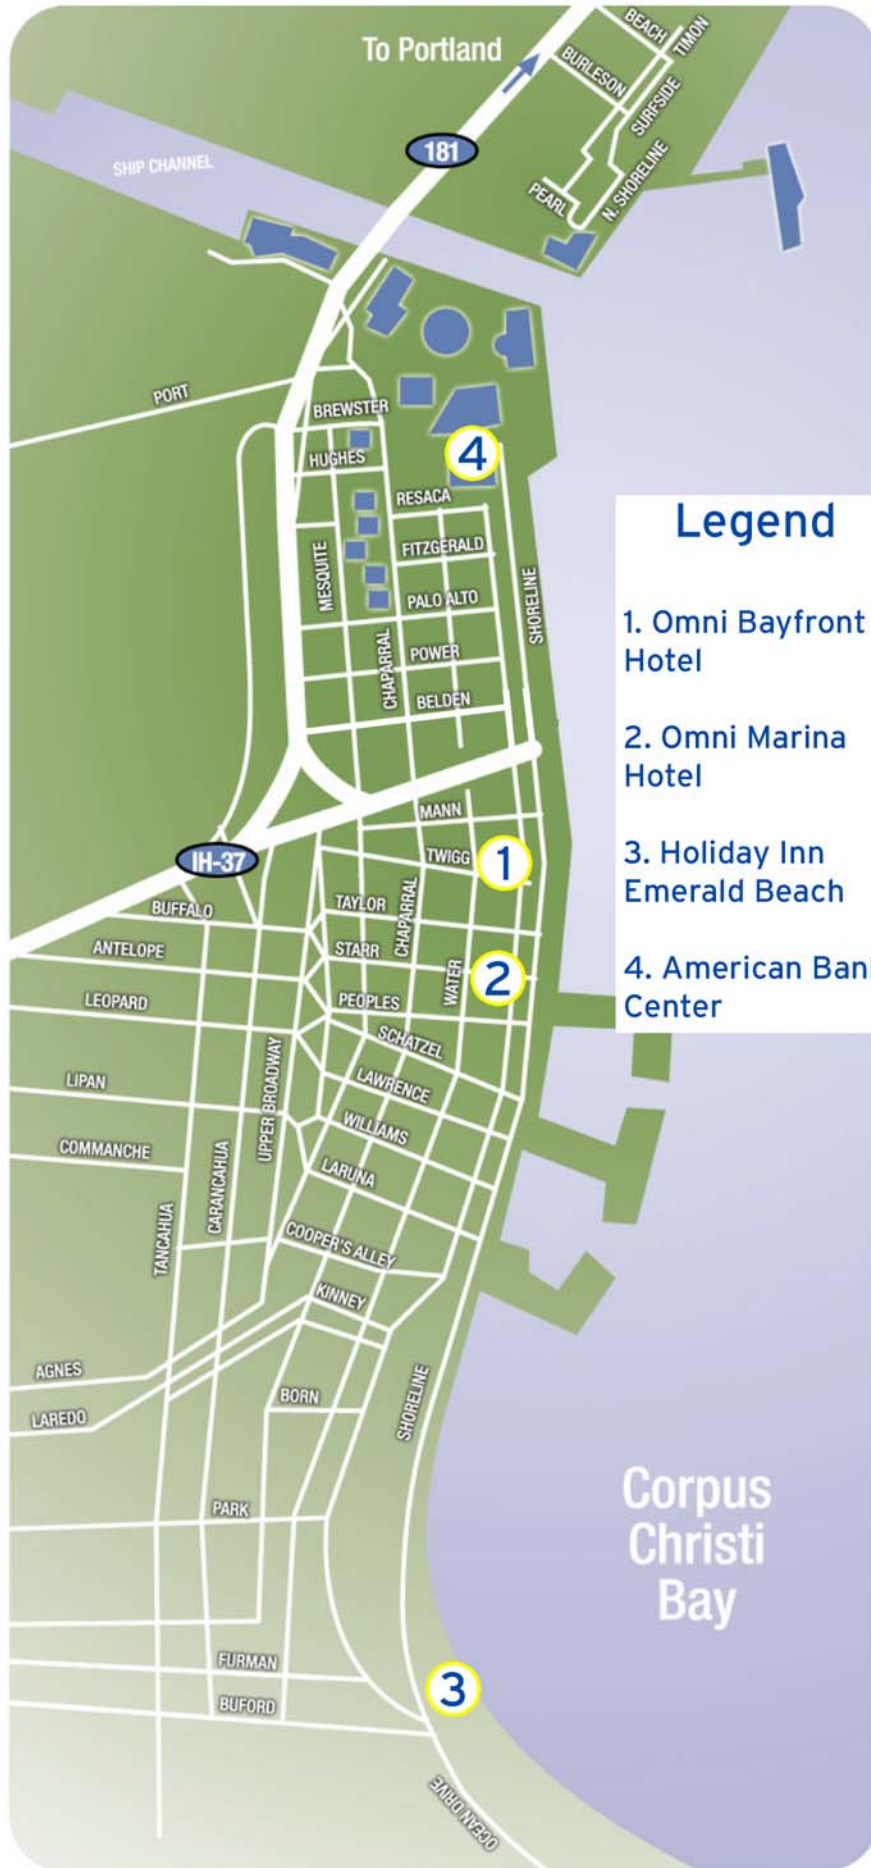 BEACH
TIMON
To Portland
BURLESON
SURFSIDE
181
SHIP CHANNEL
N. SHORELINE
PEARL
PORT
BREWSTER
4
HUGHES
RESACA
FITZGERALD
MESQUITE
SHORELINE
PALO ALTO
CHAPARRAL
POWER
BELDEN
Legend
1. Omni Bayfront
Hotel
2. Omni Marina
Hotel
3. Holiday Inn
Emerald Beach
4. American Ban
Center
MANN
IH-37
TWIGG
1
BUFFALO
TAYLOR
CHAPARRAL
ANTELOPE
STARR
WATER
2
LEOPARD
PEOPLES
SCHATZEL
UPPER BROADWAY
LIPAN
LAWRENCE
WILLIAMS
COMMANCHE
LARUNA
CARANCAHUA
TANCAHUA
COOPER'S ALLEY
KINNEY
AGNES
LAREDO
BORN
SHORELINE
PARK
Corpus
Christi
Bay
FURMAN
BUFORD
3
OCEAN DRIVE